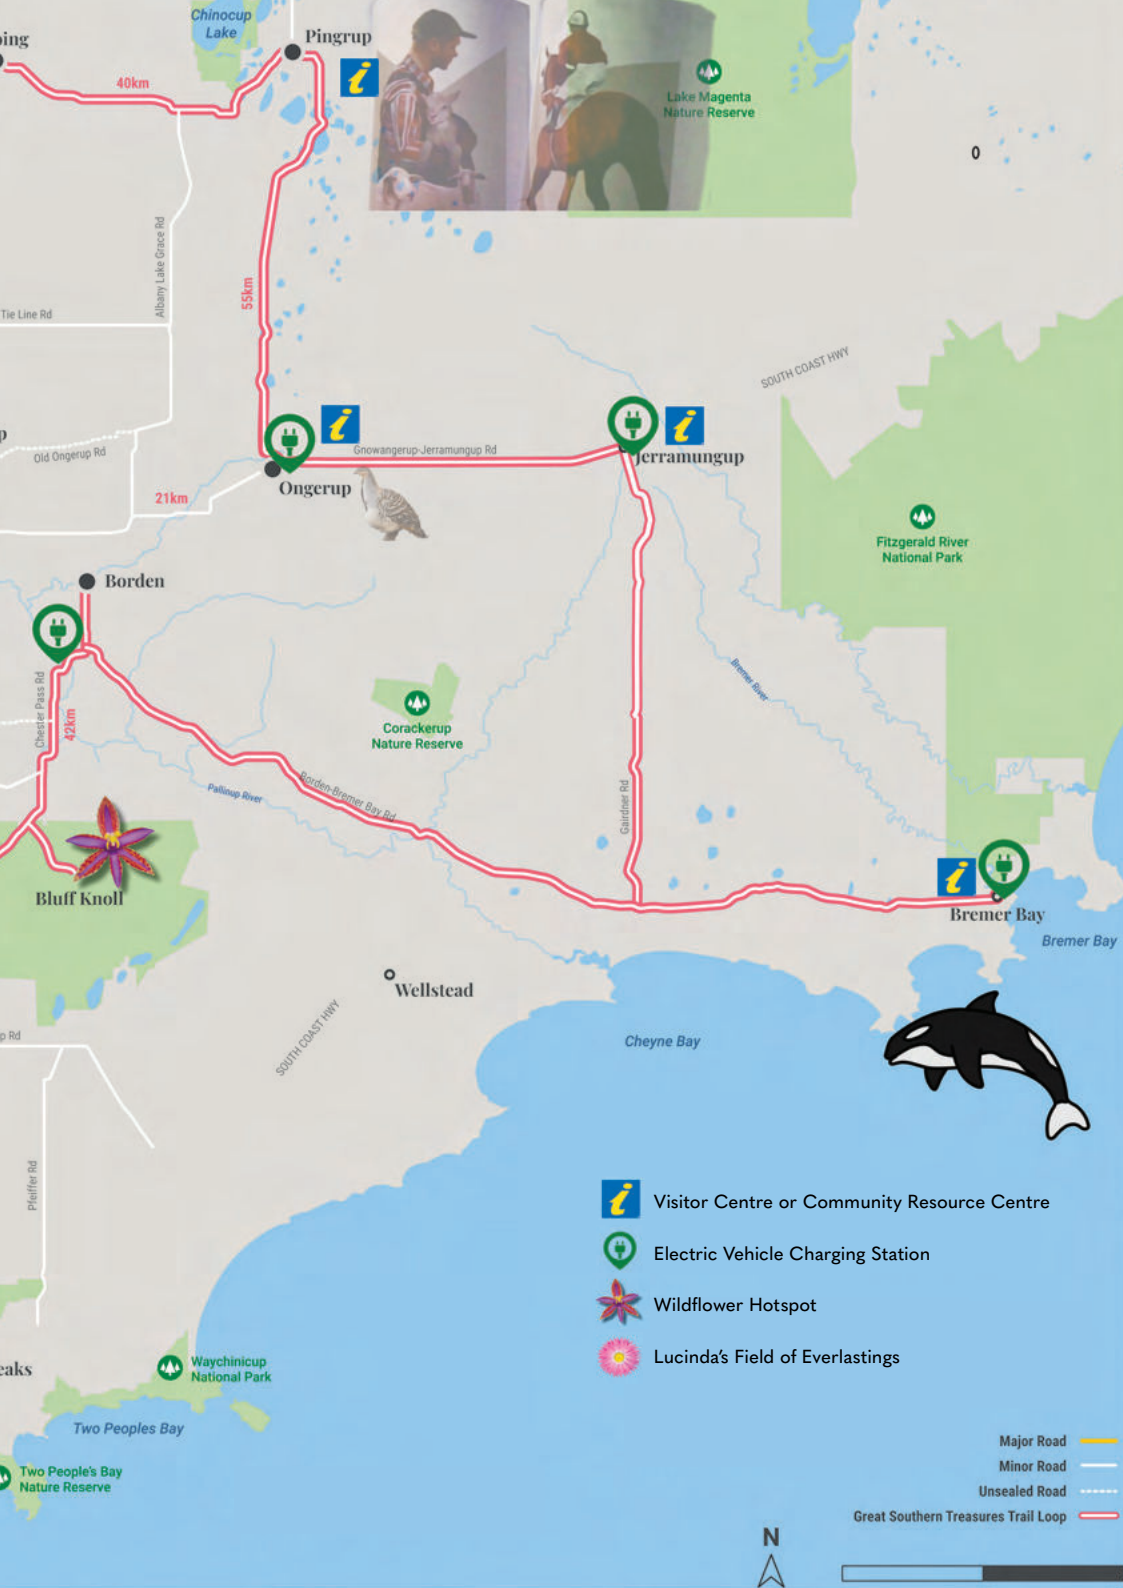 Chinocup
Lake
Pingrup
ping
40km
Lake Magenta
Nature Reserve
Albany Lake Grace Rd
55km
Tie Line Rd
SOUTH COAST HWY
p
Old Ongerup Rd
Gnowangerup-Jerramungup Rd
Jerramungup
Ongerup
21km
Fitzgerald River
National Park
Borden
Chester Pass Rd
42km
Bremer River
Corackerup
Nature Reserve
Pallinup River
Borden-Bremer Bay Rd
Gairdner Rd
Bluff Knoll
Bremer Bay
Bremer Bay
Wellstead
SOUTH COAST HWY
p Rd
Cheyne Bay
Pfeiffer Rd
Visitor Centre or Community Resource Centre
Electric Vehicle Charging Station
Wildflower Hotspot
Lucinda's Field of Everlastings
Waychinicup
National Park
eaks
Two Peoples Bay
Two People's Bay
Nature Reserve
Major Road
Minor Road
Unsealed Road
Great Southern Treasures Trail Loop
N